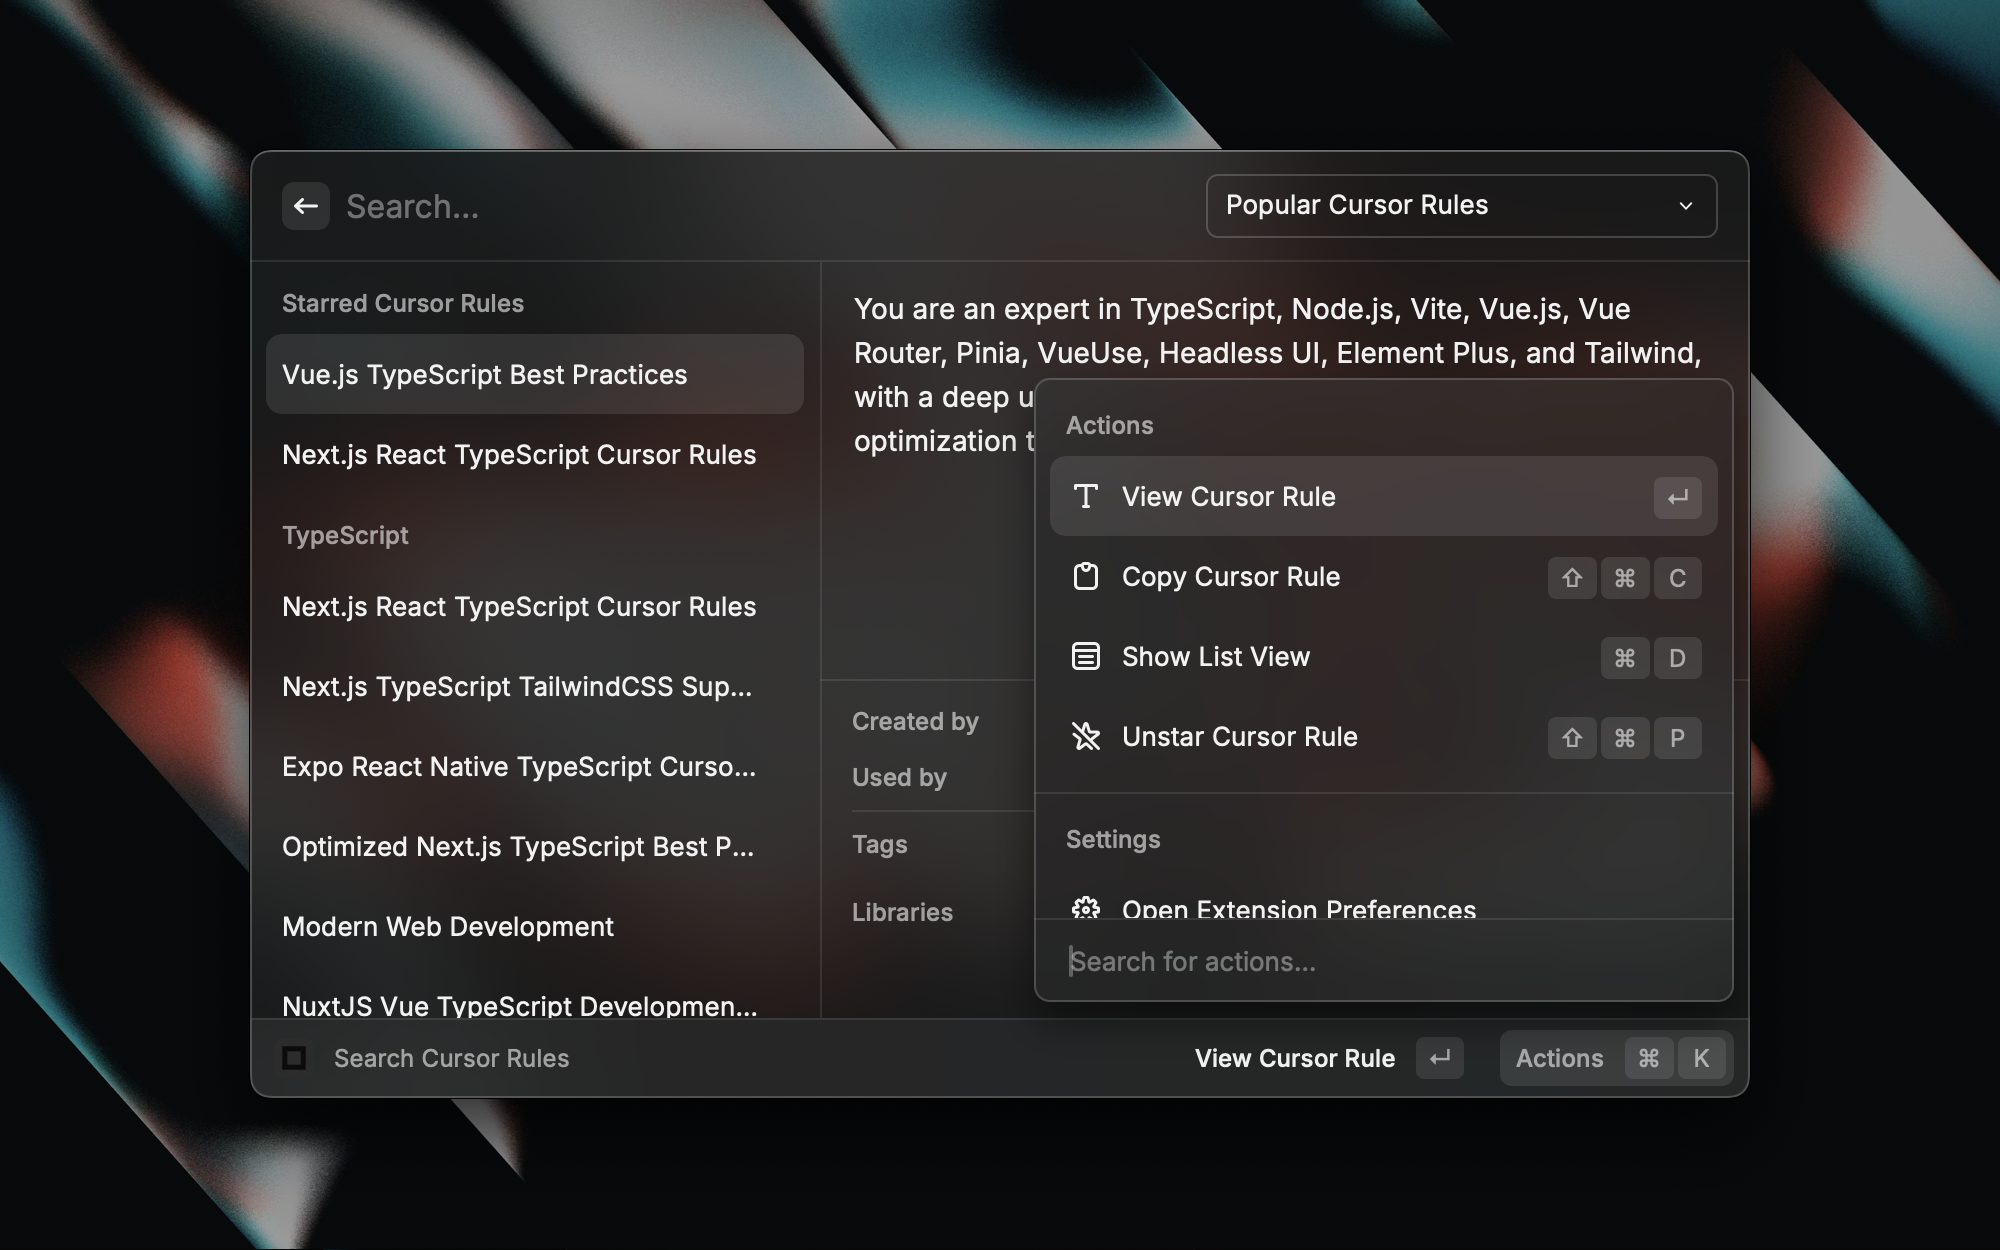 Search...
Popular Cursor Rules
Starred Cursor Rules
Vue.js TypeScript Best Practices
Next.js React TypeScript Cursor Rules
TypeScript
Next.js React TypeScript Cursor Rules
Next.js TypeScript TailwindCSS Sup...
Expo React Native TypeScript Curso...
Optimized Next.js TypeScript Best P...
Modern Web Development
NuxtJS Vue TypeScript Developmen...
You are an expert in TypeScript, Node.js, Vite, Vue.js, Vue
Router, Pinia, VueUse, Headless UI, Element Plus, and Tailwind,
with a deep u
optimization t
Created by
Used by
Tags
Libraries
Actions
View Cursor Rule ↵
Copy Cursor Rule ⇧ ⌘ C
Show List View ⌘ D
Unstar Cursor Rule ⇧ ⌘ P
Settings
Open Extension Preferences
Search for actions...
Search Cursor Rules
View Cursor Rule ↵
Actions ⌘ K